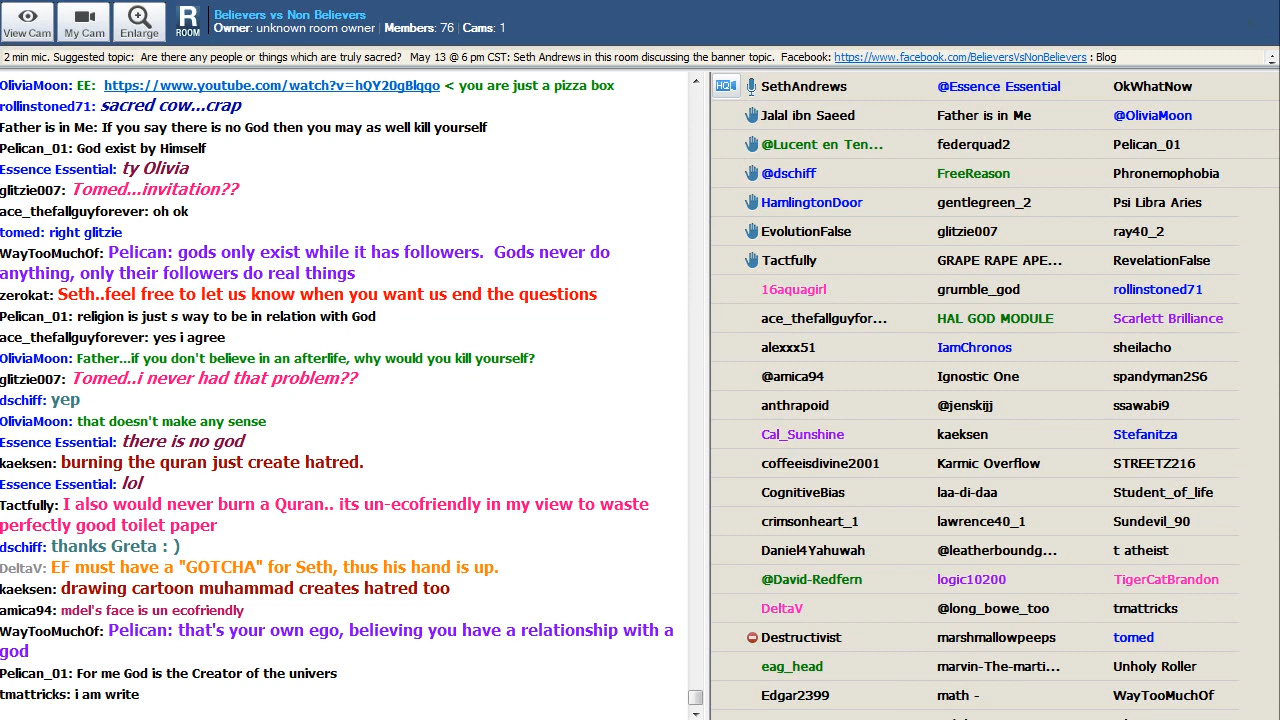 View Cam
My Cam
Enlarge
R
ROOM
Believers vs Non Believers
Owner: unknown room owner | Members: 76 | Cams: 1
2 min mic. Suggested topic: Are there any people or things which are truly sacred? May 13 @ 6 pm CST: Seth Andrews in this room discussing the banner topic. Facebook: https://www.facebook.com/BelieversVsNonBelievers : Blog
OliviaMoon: EE: https://www.youtube.com/watch?v=hQY20gBlqqo < you are just a pizza box
rollinstoned71: sacred cow...crap
Father is in Me: If you say there is no God then you may as well kill yourself
Pelican_01: God exist by Himself
Essence Essential: ty Olivia
glitzie007: Tomed...invitation??
ace_thefallguyforever: oh ok
tomed: right glitzie
WayTooMuchOf: Pelican: gods only exist while it has followers. Gods never do
anything, only their followers do real things
zerokat: Seth..feel free to let us know when you want us end the questions
Pelican_01: religion is just s way to be in relation with God
ace_thefallguyforever: yes i agree
OliviaMoon: Father...if you don't believe in an afterlife, why would you kill yourself?
glitzie007: Tomed..i never had that problem??
dschiff: yep
OliviaMoon: that doesn't make any sense
Essence Essential: there is no god
kaeksen: burning the quran just create hatred.
Essence Essential: lol
Tactfully: I also would never burn a Quran.. its un-ecofriendly in my view to waste
perfectly good toilet paper
dschiff: thanks Greta : )
DeltaV: EF must have a "GOTCHA" for Seth, thus his hand is up.
kaeksen: drawing cartoon muhammad creates hatred too
amica94: mdel's face is un ecofriendly
WayTooMuchOf: Pelican: that's your own ego, believing you have a relationship with a
god
Pelican_01: For me God is the Creator of the univers
tmattricks: i am write
HQ
SethAndrews @Essence Essential OkWhatNow
Jalal ibn Saeed Father is in Me @OliviaMoon
@Lucent en Ten... federquad2 Pelican_01
@dschiff FreeReason Phronemophobia
HamlingtonDoor gentlegreen_2 Psi Libra Aries
EvolutionFalse glitzie007 ray40_2
Tactfully GRAPE RAPE APE... RevelationFalse
16aquagirl grumble_god rollinstoned71
ace_thefallguyfor... HAL GOD MODULE Scarlett Brilliance
alexxx51 IamChronos sheilacho
@amica94 Ignostic One spandyman2S6
anthrapoid @jenskijj ssawabi9
Cal_Sunshine kaeksen Stefanitza
coffeeisdivine2001 Karmic Overflow STREETZ216
CognitiveBias laa-di-daa Student_of_life
crimsonheart_1 lawrence40_1 Sundevil_90
Daniel4Yahuwah @leatherboundg... t atheist
@David-Redfern logic10200 TigerCatBrandon
DeltaV @long_bowe_too tmattricks
Destructivist marshmallowpeeps tomed
eag_head marvin-The-marti... Unholy Roller
Edgar2399 math - WayTooMuchOf